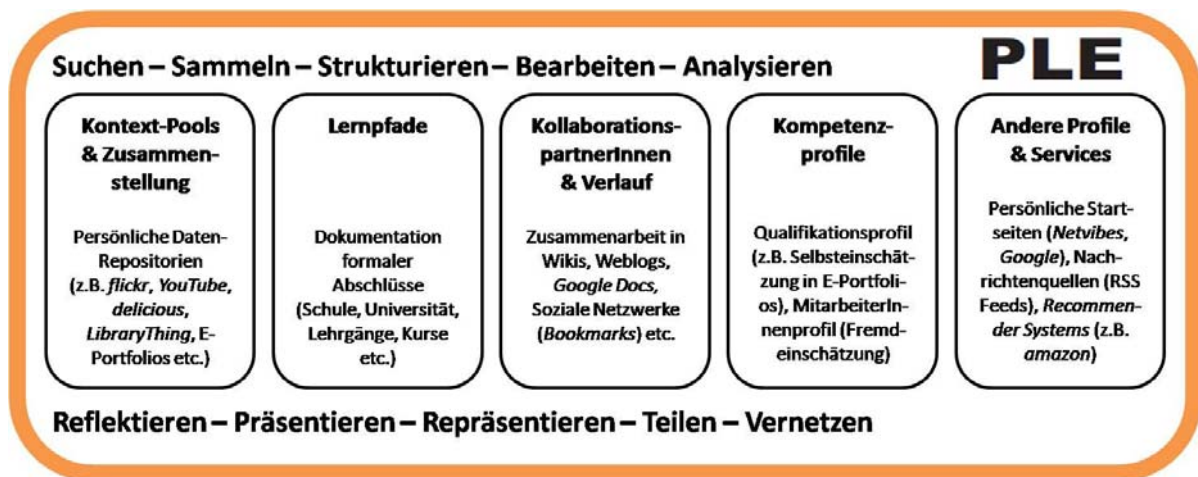 Suchen – Sammeln – Strukturieren – Bearbeiten – Analysieren
PLE
Kontext-Pools
& Zusammen-
stellung
Persönliche Daten-
Repositorien
(z.B. flickr, YouTube,
delicious,
LibraryThing, E-
Portfolios etc.)
Lernpfade
Dokumentation
formaler
Abschlüsse
(Schule, Universität,
Lehrgänge, Kurse
etc.)
Kollaborations-
partnerInnen
& Verlauf
Zusammenarbeit in
Wikis, Weblogs,
Google Docs,
Soziale Netzwerke
(Bookmarks) etc.
Kompetenz-
profile
Qualifikationsprofil
(z.B. Selbsteinschät-
zung in E-Portfoli-
os), MitarbeiterIn-
nenprofil (Fremd-
einschätzung)
Andere Profile
& Services
Persönliche Start-
seiten (Netvibes,
Google), Nach-
richtenquellen (RSS
Feeds), Recommen-
der Systems (z.B.
amazon)
Reflektieren – Präsentieren – Repräsentieren – Teilen – Vernetzen